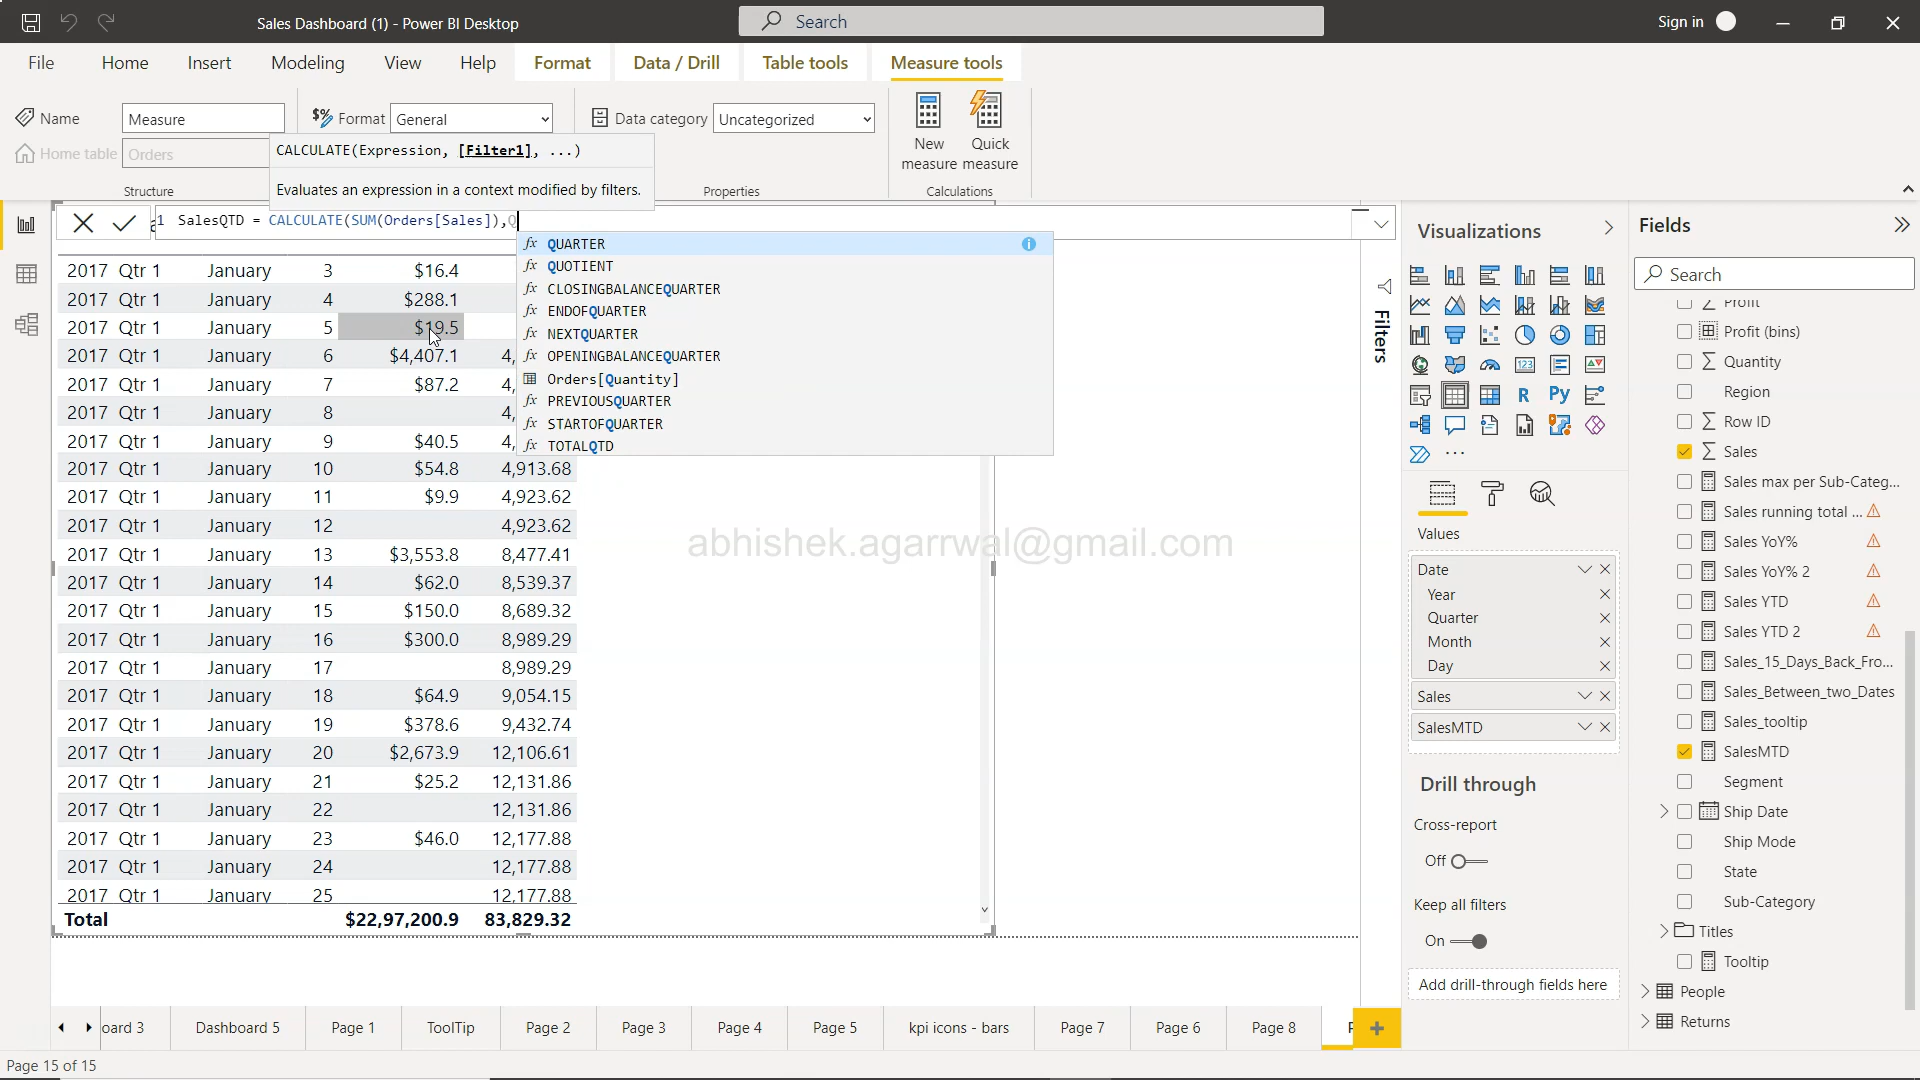 Sales Dashboard (1) - Power BI Desktop
Search
Sign in
File Home Insert Modeling View Help Format Data / Drill Table tools Measure tools
Name Measure
$% Format General
Data category Uncategorized
Home table Orders
New measure
Quick measure
CALCULATE(Expression, [Filter1], ...)
Evaluates an expression in a context modified by filters.
Structure
Properties
Calculations
1 SalesQTD = CALCULATE(SUM(Orders[Sales]),Q
QUARTER
QUOTIENT
CLOSINGBALANCEQUARTER
ENDOFQUARTER
NEXTQUARTER
OPENINGBALANCEQUARTER
Orders[Quantity]
PREVIOUSQUARTER
STARTOFQUARTER
TOTALQTD
2017 Qtr 1 January 3 $16.4
2017 Qtr 1 January 4 $288.1
2017 Qtr 1 January 5 $19.5
2017 Qtr 1 January 6 $4,407.1 4,
2017 Qtr 1 January 7 $87.2 4,
2017 Qtr 1 January 8 4,
2017 Qtr 1 January 9 $40.5 4,
2017 Qtr 1 January 10 $54.8 4,913.68
2017 Qtr 1 January 11 $9.9 4,923.62
2017 Qtr 1 January 12 4,923.62
2017 Qtr 1 January 13 $3,553.8 8,477.41
2017 Qtr 1 January 14 $62.0 8,539.37
2017 Qtr 1 January 15 $150.0 8,689.32
2017 Qtr 1 January 16 $300.0 8,989.29
2017 Qtr 1 January 17 8,989.29
2017 Qtr 1 January 18 $64.9 9,054.15
2017 Qtr 1 January 19 $378.6 9,432.74
2017 Qtr 1 January 20 $2,673.9 12,106.61
2017 Qtr 1 January 21 $25.2 12,131.86
2017 Qtr 1 January 22 12,131.86
2017 Qtr 1 January 23 $46.0 12,177.88
2017 Qtr 1 January 24 12,177.88
2017 Qtr 1 January 25 12,177.88
Total $22,97,200.9 83,829.32
abhishek.agarrwal@gmail.com
Filters
Visualizations
R Py
Values
Date
Year
Quarter
Month
Day
Sales
SalesMTD
Drill through
Cross-report
Off
Keep all filters
On
Add drill-through fields here
Fields
Search
Profit
Profit (bins)
Quantity
Region
Row ID
Sales
Sales max per Sub-Categ...
Sales running total ...
Sales YoY%
Sales YoY% 2
Sales YTD
Sales YTD 2
Sales_15_Days_Back_Fro...
Sales_Between_two_Dates
Sales_tooltip
SalesMTD
Segment
Ship Date
Ship Mode
State
Sub-Category
Titles
Tooltip
People
Returns
oard 3 Dashboard 5 Page 1 ToolTip Page 2 Page 3 Page 4 Page 5 kpi icons - bars Page 7 Page 6 Page 8
Page 15 of 15